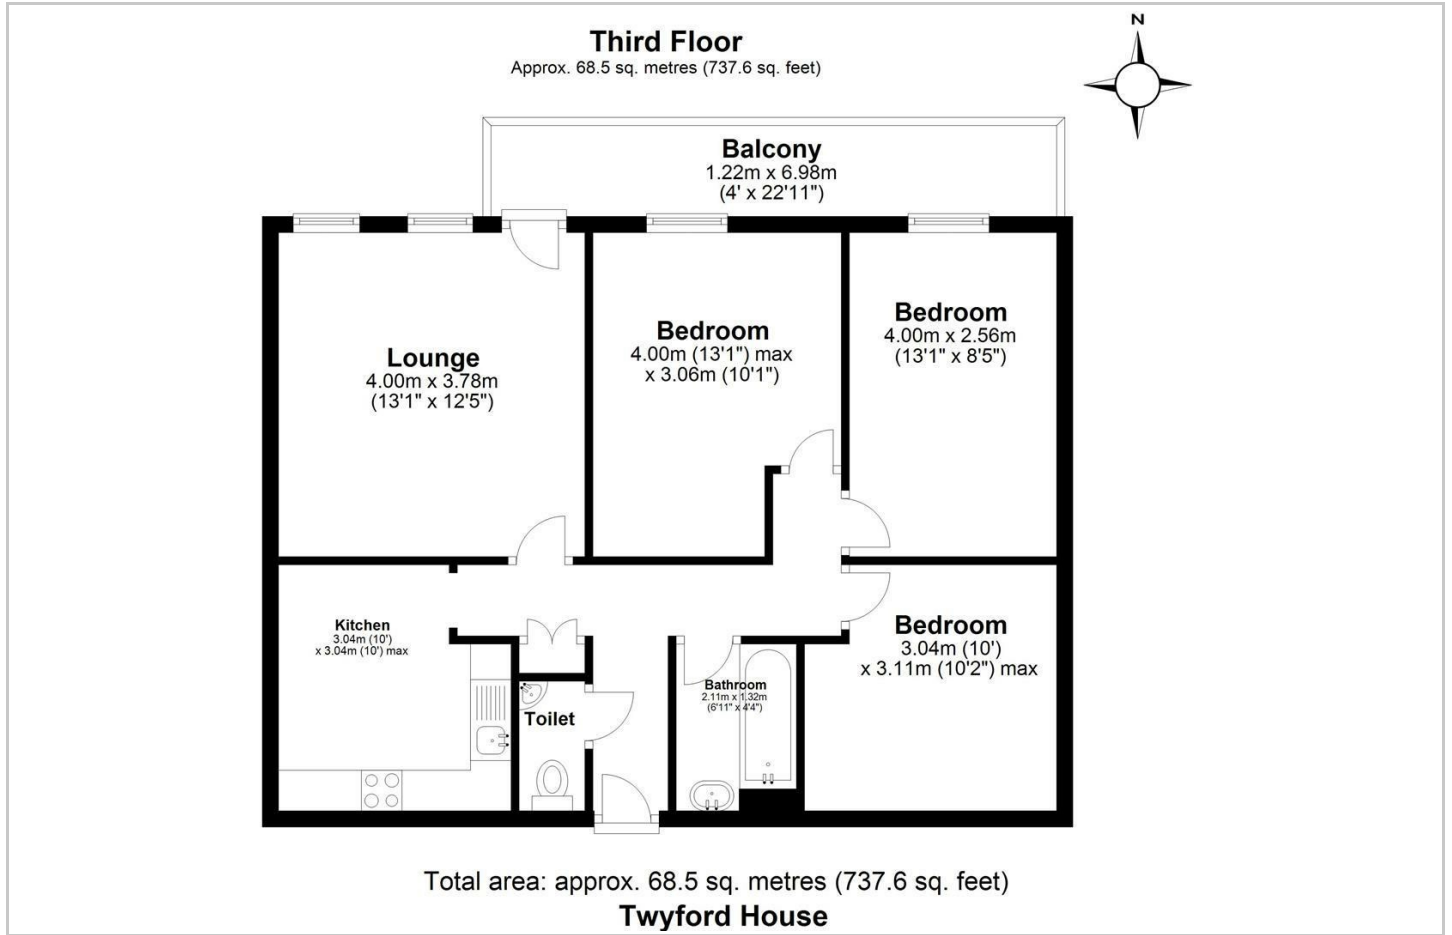 Third Floor
Approx. 68.5 sq. metres (737.6 sq. feet)
N
Balcony
1.22m x 6.98m
(4' x 22'11")
Lounge
4.00m x 3.78m
(13'1" x 12'5")
Bedroom
4.00m (13'1") max
x 3.06m (10'1")
Bedroom
4.00m x 2.56m
(13'1" x 8'5")
Kitchen
3.04m (10')
x 3.04m (10') max
Toilet
Bathroom
2.11m x 1.32m
(6'11" x 4'4")
Bedroom
3.04m (10')
x 3.11m (10'2") max
Total area: approx. 68.5 sq. metres (737.6 sq. feet)
Twyford House